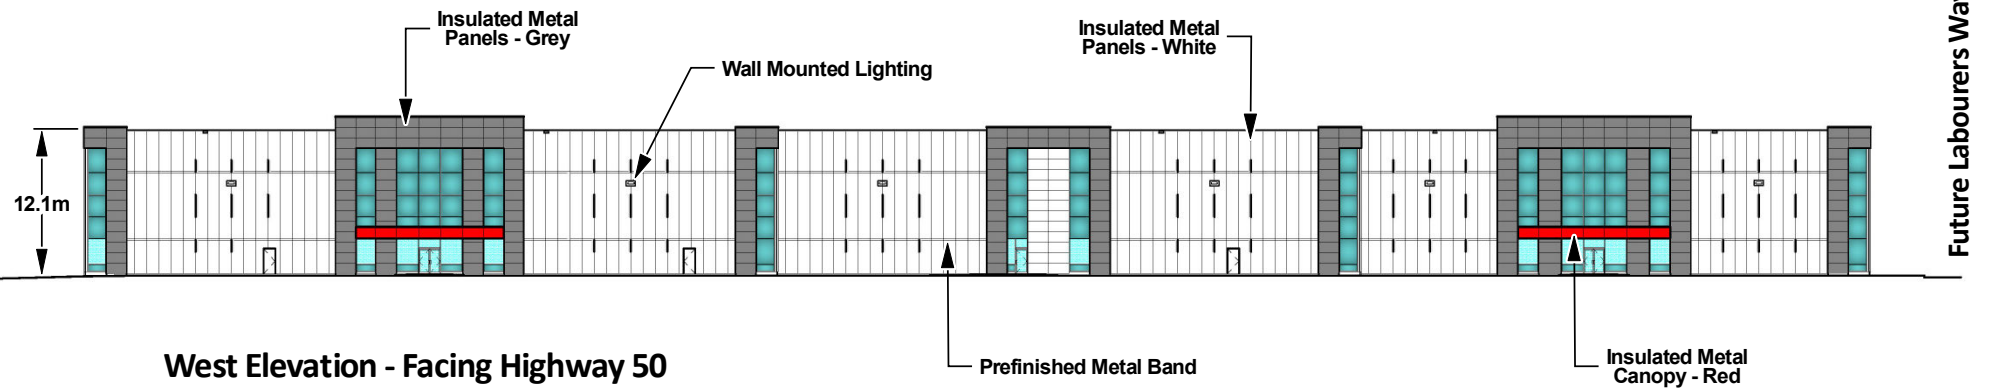 Insulated Metal
Panels - Grey
Wall Mounted Lighting
Insulated Metal
Panels - White
12.1m
Future Labourers Way
West Elevation - Facing Highway 50
Prefinished Metal Band
Insulated Metal
Canopy - Red